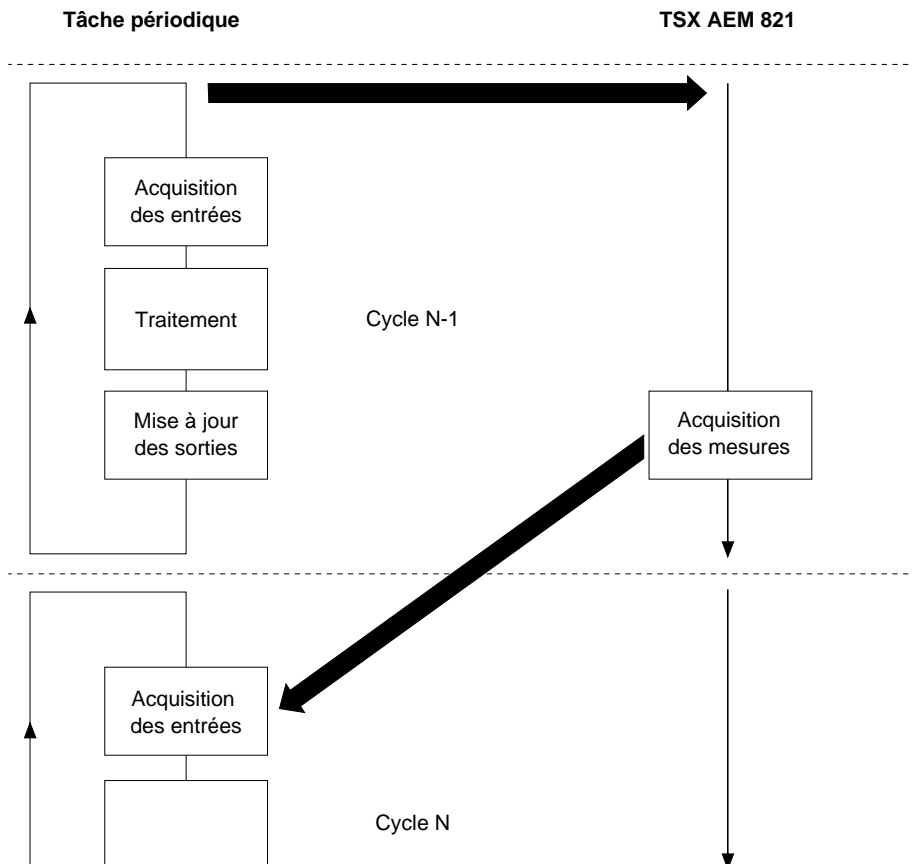 Tâche périodique
TSX AEM 821
Acquisition
des entrées
Traitement
Cycle N-1
Mise à jour
des sorties
Acquisition
des mesures
Acquisition
des entrées
Cycle N